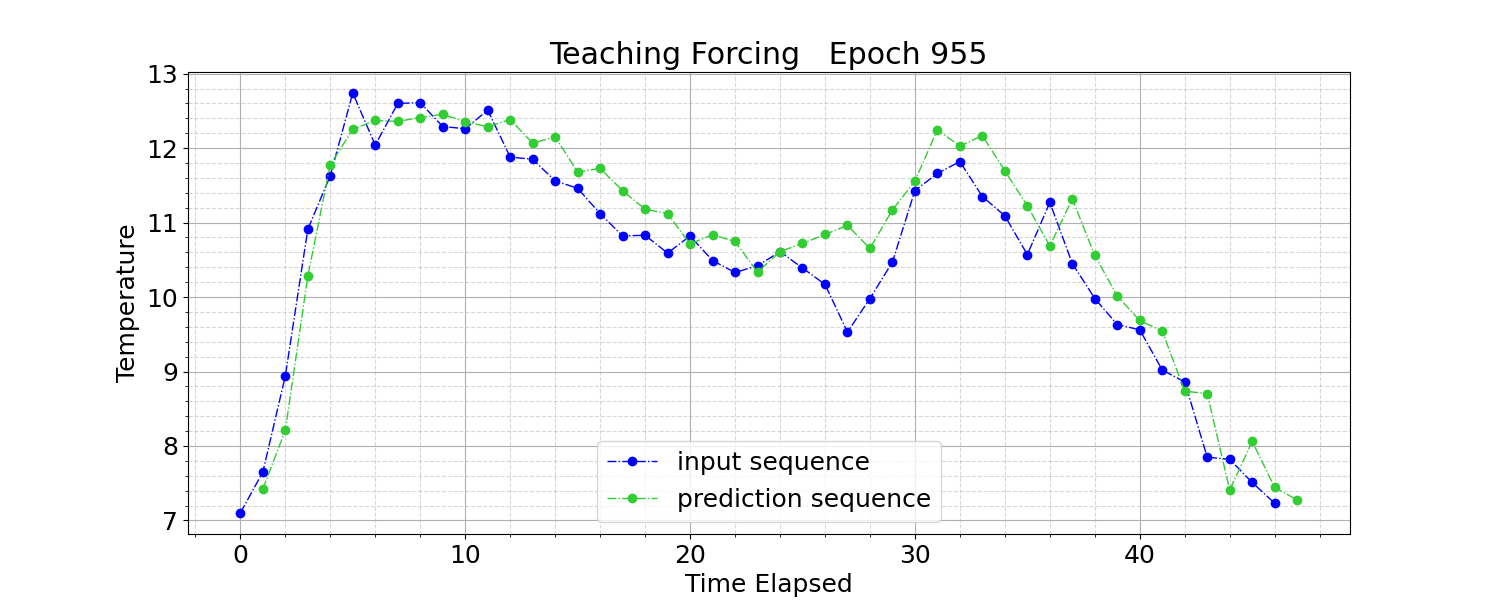 Teaching Forcing   Epoch 955
13
12
11
10
9
8
7
Temperature
input sequence
prediction sequence
0 10 20 30 40
Time Elapsed